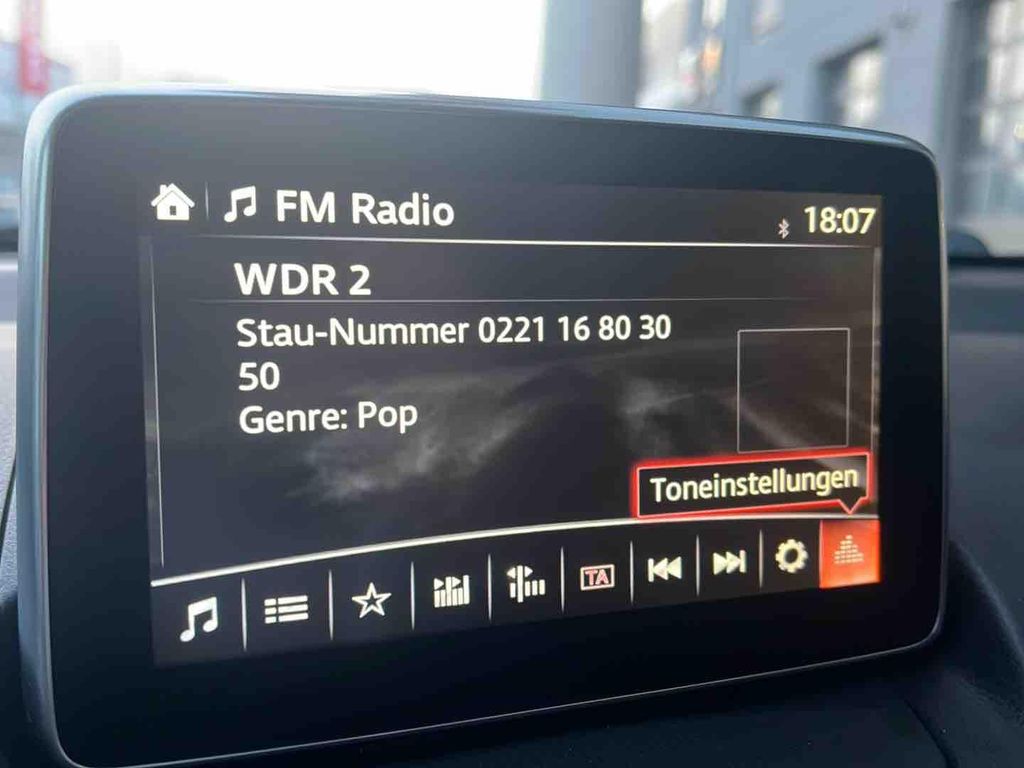 FM Radio
18:07
WDR 2
Stau-Nummer 0221 16 80 30
50
Genre: Pop
Toneinstellungen
TA